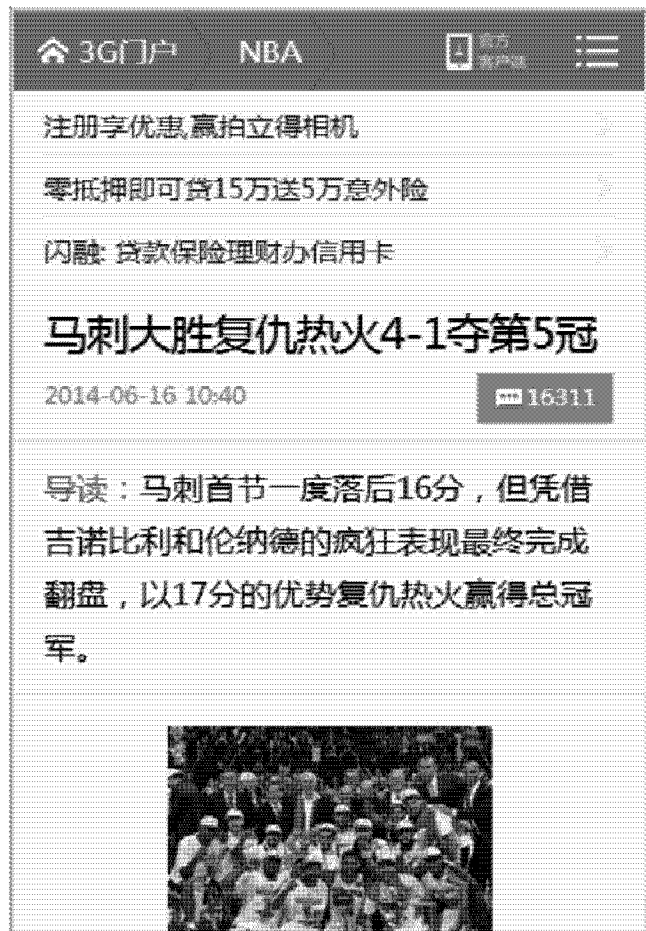 3G门户 NBA 官方
客户端
注册享优惠,赢拍立得相机
零抵押即可贷15万送5万意外险
闪融: 贷款保险理财办信用卡
马刺大胜复仇热火4-1夺第5冠
2014-06-16 10:40 16311
导读：马刺首节一度落后16分，但凭借
吉诺比利和伦纳德的疯狂表现最终完成
翻盘，以17分的优势复仇热火赢得总冠
军。